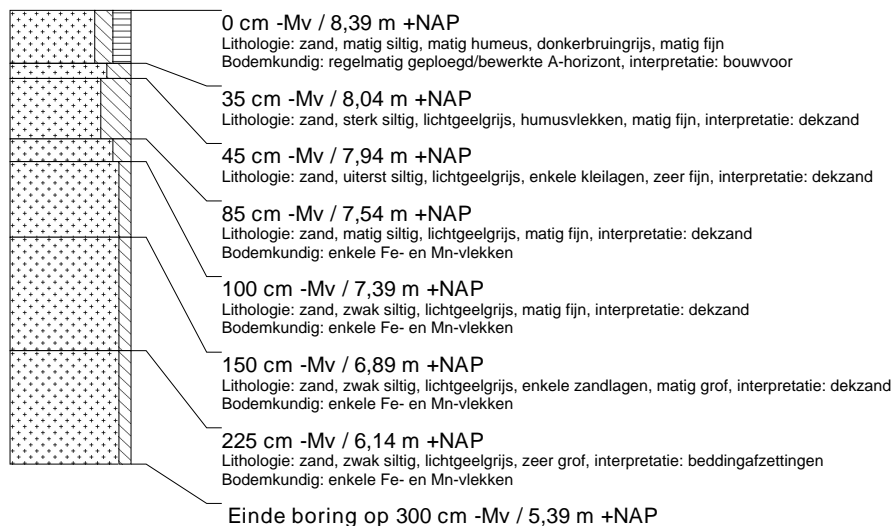 0 cm -Mv / 8,39 m +NAP
Lithologie: zand, matig siltig, matig humeus, donkerbruingrijs, matig fijn
Bodemkundig: regelmatig geploegd/bewerkte A-horizont, interpretatie: bouwvoor
35 cm -Mv / 8,04 m +NAP
Lithologie: zand, sterk siltig, lichtgeelgrijs, humusvlekken, matig fijn, interpretatie: dekzand
45 cm -Mv / 7,94 m +NAP
Lithologie: zand, uiterst siltig, lichtgeelgrijs, enkele kleilagen, zeer fijn, interpretatie: dekzand
85 cm -Mv / 7,54 m +NAP
Lithologie: zand, matig siltig, lichtgeelgrijs, matig fijn, interpretatie: dekzand
Bodemkundig: enkele Fe- en Mn-vlekken
100 cm -Mv / 7,39 m +NAP
Lithologie: zand, zwak siltig, lichtgeelgrijs, matig fijn, interpretatie: dekzand
Bodemkundig: enkele Fe- en Mn-vlekken
150 cm -Mv / 6,89 m +NAP
Lithologie: zand, zwak siltig, lichtgeelgrijs, enkele zandlagen, matig grof, interpretatie: dekzand
Bodemkundig: enkele Fe- en Mn-vlekken
225 cm -Mv / 6,14 m +NAP
Lithologie: zand, zwak siltig, lichtgeelgrijs, zeer grof, interpretatie: beddingafzettingen
Bodemkundig: enkele Fe- en Mn-vlekken
Einde boring op 300 cm -Mv / 5,39 m +NAP